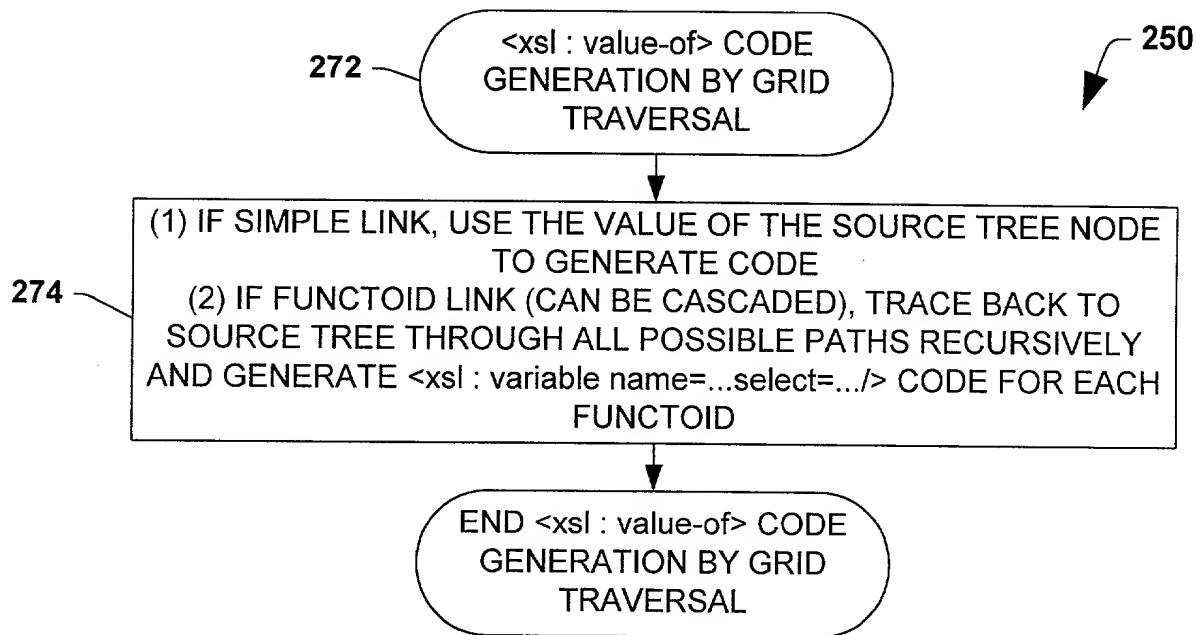 <xsl : value-of> CODE
GENERATION BY GRID
TRAVERSAL
272
250
(1) IF SIMPLE LINK, USE THE VALUE OF THE SOURCE TREE NODE
TO GENERATE CODE
(2) IF FUNCTOID LINK (CAN BE CASCADED), TRACE BACK TO
SOURCE TREE THROUGH ALL POSSIBLE PATHS RECURSIVELY
AND GENERATE <xsl : variable name=...select=.../> CODE FOR EACH
FUNCTOID
274
END <xsl : value-of> CODE
GENERATION BY GRID
TRAVERSAL